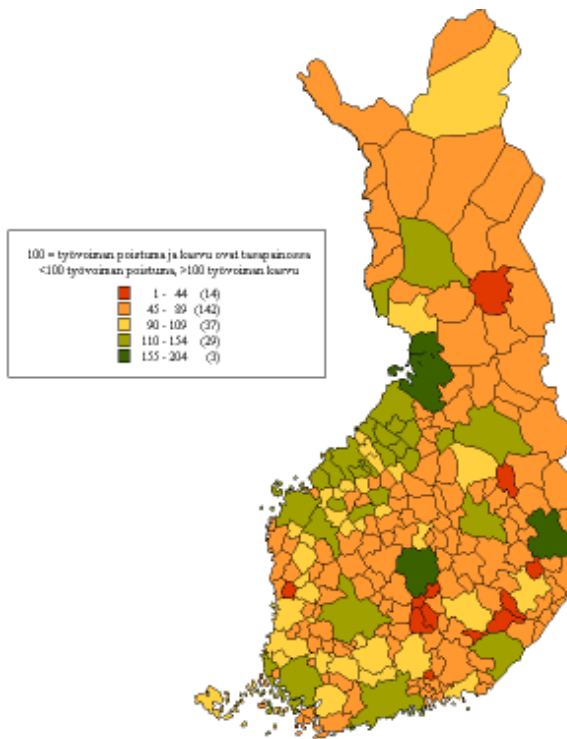 100 = työvoiman poistuma ja kasvu ovat tasapainossa
<100 työvoiman poistuma, >100 työvoiman kasvu
1 - 44 (14)
45 - 89 (142)
90 - 109 (37)
110 - 154 (29)
155 - 204 (3)